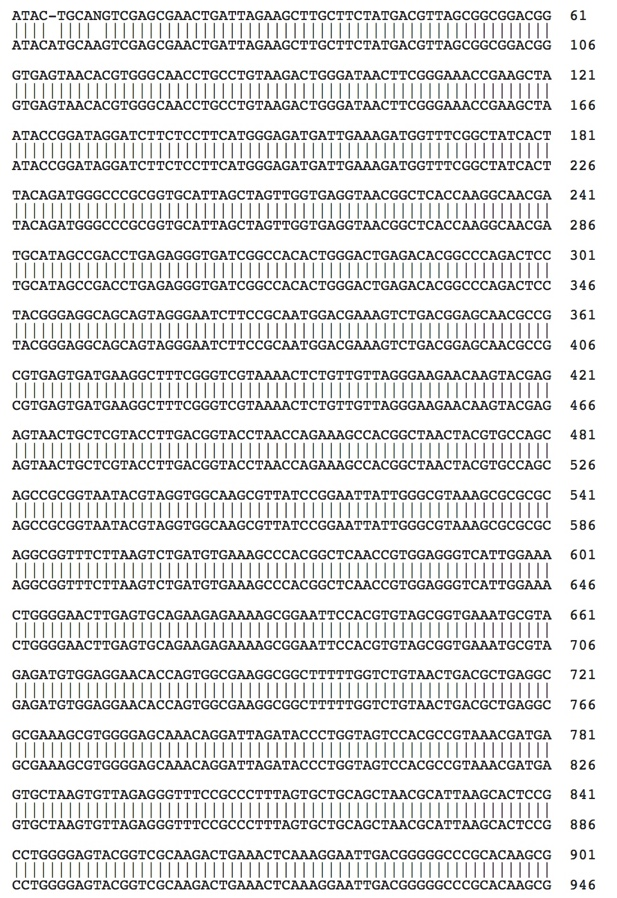 ATAC-TGCANGTCGAGCGAACTGATTAGAAGCTTGCTTCTATGACGTTAGCGGCGGACGG 61
|||| |||| ||||||||||||||||||||||||||||||||||||||||||||||||||
ATACATGCAAGTCGAGCGAACTGATTAGAAGCTTGCTTCTATGACGTTAGCGGCGGACGG 106
GTGAGTAACACGTGGGCAACCTGCCTGTAAGACTGGGATAACTTCGGGAAACCGAAGCTA 121
||||||||||||||||||||||||||||||||||||||||||||||||||||||||||||
GTGAGTAACACGTGGGCAACCTGCCTGTAAGACTGGGATAACTTCGGGAAACCGAAGCTA 166
ATACCGGATAGGATCTTCTCCTTCATGGGAGATGATTGAAAGATGGTTTCGGCTATCACT 181
||||||||||||||||||||||||||||||||||||||||||||||||||||||||||||
ATACCGGATAGGATCTTCTCCTTCATGGGAGATGATTGAAAGATGGTTTCGGCTATCACT 226
TACAGATGGGCCCGCGGTGCATTAGCTAGTTGGTGAGGTAACGGCTCACCAAGGCAACGA 241
||||||||||||||||||||||||||||||||||||||||||||||||||||||||||||
TACAGATGGGCCCGCGGTGCATTAGCTAGTTGGTGAGGTAACGGCTCACCAAGGCAACGA 286
TGCATAGCCGACCTGAGAGGGTGATCGGCCACACTGGGACTGAGACACGGCCCAGACTCC 301
||||||||||||||||||||||||||||||||||||||||||||||||||||||||||||
TGCATAGCCGACCTGAGAGGGTGATCGGCCACACTGGGACTGAGACACGGCCCAGACTCC 346
TACGGGAGGCAGCAGTAGGGAATCTTCCGCAATGGACGAAAGTCTGACGGAGCAACGCCG 361
||||||||||||||||||||||||||||||||||||||||||||||||||||||||||||
TACGGGAGGCAGCAGTAGGGAATCTTCCGCAATGGACGAAAGTCTGACGGAGCAACGCCG 406
CGTGAGTGATGAAGGCTTTCGGGTCGTAAAACTCTGTTGTTAGGGAAGAACAAGTACGAG 421
||||||||||||||||||||||||||||||||||||||||||||||||||||||||||||
CGTGAGTGATGAAGGCTTTCGGGTCGTAAAACTCTGTTGTTAGGGAAGAACAAGTACGAG 466
AGTAACTGCTCGTACCTTGACGGTACCTAACCAGAAAGCCACGGCTAACTACGTGCCAGC 481
||||||||||||||||||||||||||||||||||||||||||||||||||||||||||||
AGTAACTGCTCGTACCTTGACGGTACCTAACCAGAAAGCCACGGCTAACTACGTGCCAGC 526
AGCCGCGGTAATACGTAGGTGGCAAGCGTTATCCGGAATTATTGGGCGTAAAGCGCGCGC 541
||||||||||||||||||||||||||||||||||||||||||||||||||||||||||||
AGCCGCGGTAATACGTAGGTGGCAAGCGTTATCCGGAATTATTGGGCGTAAAGCGCGCGC 586
AGGCGGTTTCTTAAGTCTGATGTGAAAGCCCACGGCTCAACCGTGGAGGGTCATTGGAAA 601
||||||||||||||||||||||||||||||||||||||||||||||||||||||||||||
AGGCGGTTTCTTAAGTCTGATGTGAAAGCCCACGGCTCAACCGTGGAGGGTCATTGGAAA 646
CTGGGGAACTTGAGTGCAGAAGAGAAAAGCGGAATTCCACGTGTAGCGGTGAAATGCGTA 661
||||||||||||||||||||||||||||||||||||||||||||||||||||||||||||
CTGGGGAACTTGAGTGCAGAAGAGAAAAGCGGAATTCCACGTGTAGCGGTGAAATGCGTA 706
GAGATGTGGAGGAACACCAGTGGCGAAGGCGGCTTTTTGGTCTGTAACTGACGCTGAGGC 721
||||||||||||||||||||||||||||||||||||||||||||||||||||||||||||
GAGATGTGGAGGAACACCAGTGGCGAAGGCGGCTTTTTGGTCTGTAACTGACGCTGAGGC 766
GCGAAAGCGTGGGGAGCAAACAGGATTAGATACCCTGGTAGTCCACGCCGTAAACGATGA 781
||||||||||||||||||||||||||||||||||||||||||||||||||||||||||||
GCGAAAGCGTGGGGAGCAAACAGGATTAGATACCCTGGTAGTCCACGCCGTAAACGATGA 826
GTGCTAAGTGTTAGAGGGTTTCCGCCCTTTAGTGCTGCAGCTAACGCATTAAGCACTCCG 841
||||||||||||||||||||||||||||||||||||||||||||||||||||||||||||
GTGCTAAGTGTTAGAGGGTTTCCGCCCTTTAGTGCTGCAGCTAACGCATTAAGCACTCCG 886
CCTGGGGAGTACGGTCGCAAGACTGAAACTCAAAGGAATTGACGGGGGCCCGCACAAGCG 901
||||||||||||||||||||||||||||||||||||||||||||||||||||||||||||
CCTGGGGAGTACGGTCGCAAGACTGAAACTCAAAGGAATTGACGGGGGCCCGCACAAGCG 946